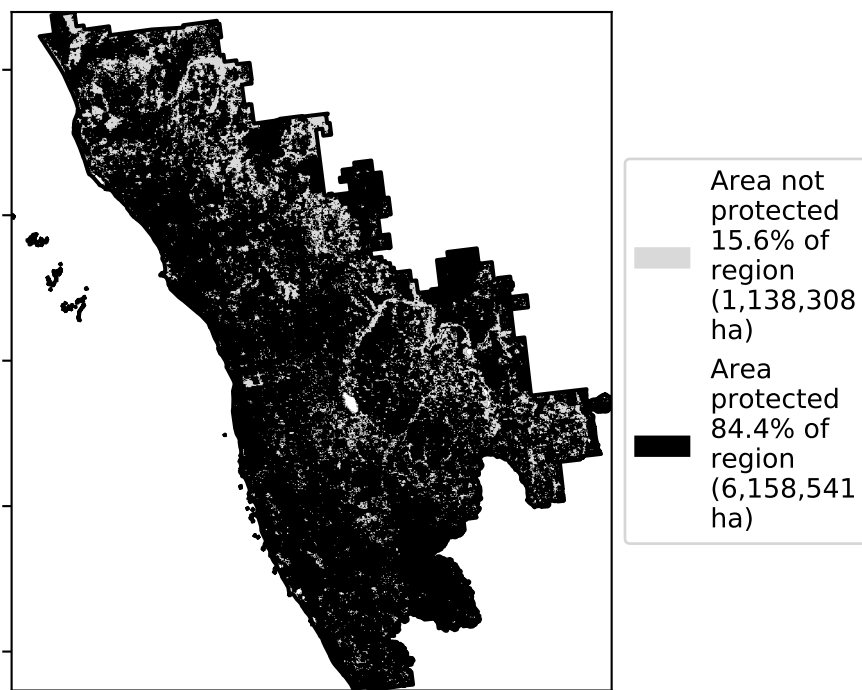 Area not
protected
15.6% of
region
(1,138,308
ha)
Area
protected
84.4% of
region
(6,158,541
ha)